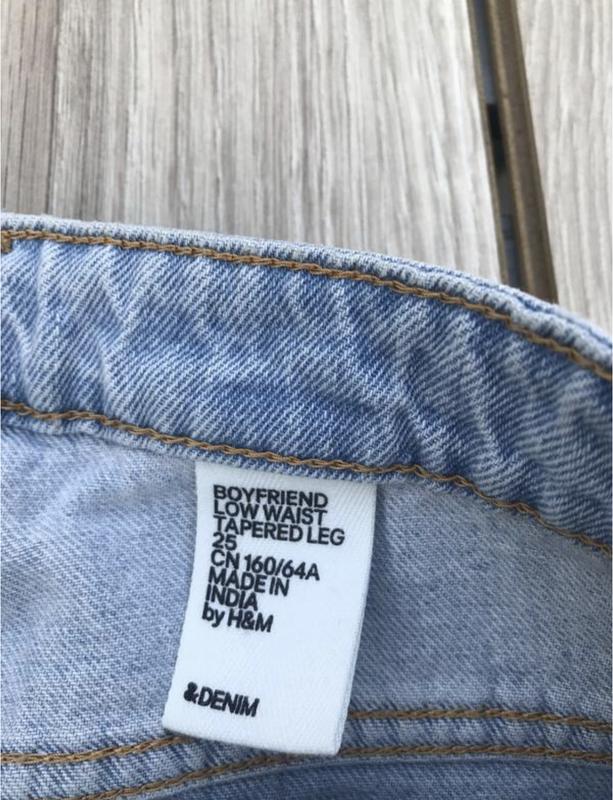 BOYFRIEND
LOW WAIST
TAPERED LEG
25
CN 160/64A
MADE IN
INDIA
by H&M
&DENIM